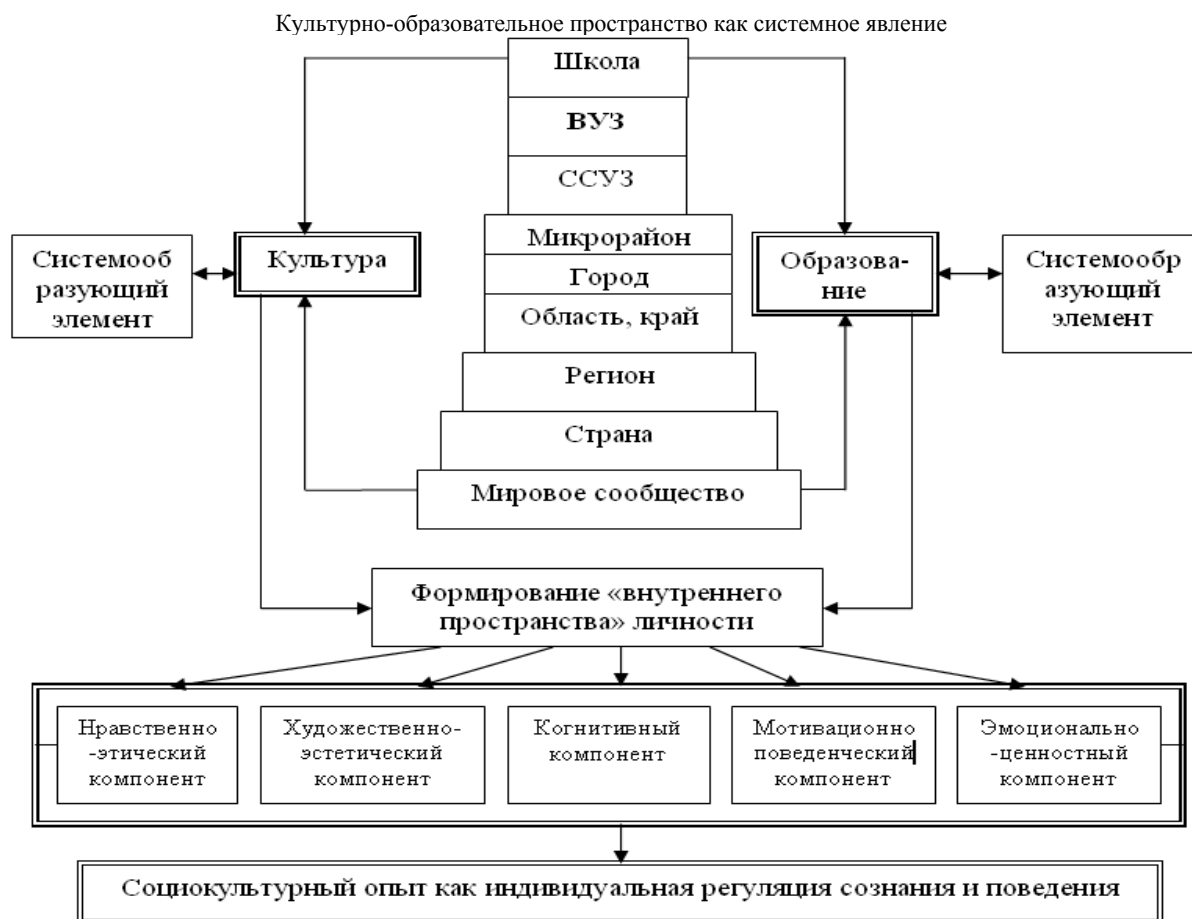 Культурно-образовательное пространство как системное явление
Школа
ВУЗ
ССУЗ
Микрорайон
Город
Область, край
Регион
Страна
Мировое сообщество
Системооб
разующий
элемент
Культура
Образова-
ние
Системообр
азующий
элемент
Формирование «внутреннего
пространства» личности
Нравственно
-этический
компонент
Художественно-
эстетический
компонент
Когнитивный
компонент
Мотивационно
поведенческий
компонент
Эмоционально
-ценностный
компонент
Социокультурный опыт как индивидуальная регуляция сознания и поведения